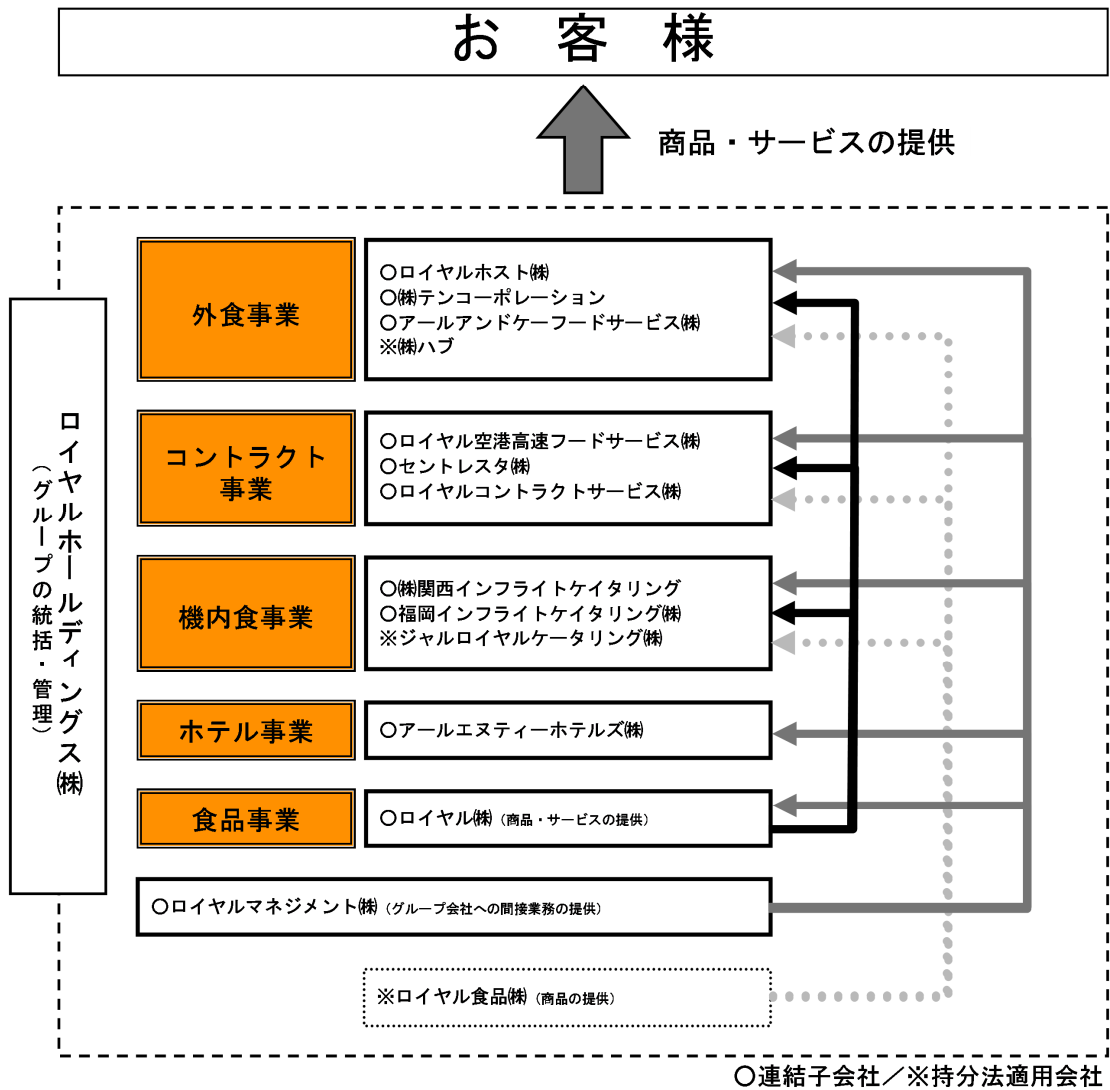 お 客 様
商品・サービスの提供
ロイヤルホールディングス㈱
（グループの統括・管理）
外食事業
○ロイヤルホスト㈱
○㈱テンコーポレーション
○アールアンドケーフードサービス㈱
※㈱ハブ
コントラクト
事業
○ロイヤル空港高速フードサービス㈱
○セントレスタ㈱
○ロイヤルコントラクトサービス㈱
機内食事業
○㈱関西インフライトケイタリング
○福岡インフライトケイタリング㈱
※ジャルロイヤルケータリング㈱
ホテル事業
○アールエヌティーホテルズ㈱
食品事業
○ロイヤル㈱（商品・サービスの提供）
○ロイヤルマネジメント㈱（グループ会社への間接業務の提供）
※ロイヤル食品㈱（商品の提供）
○連結子会社／※持分法適用会社